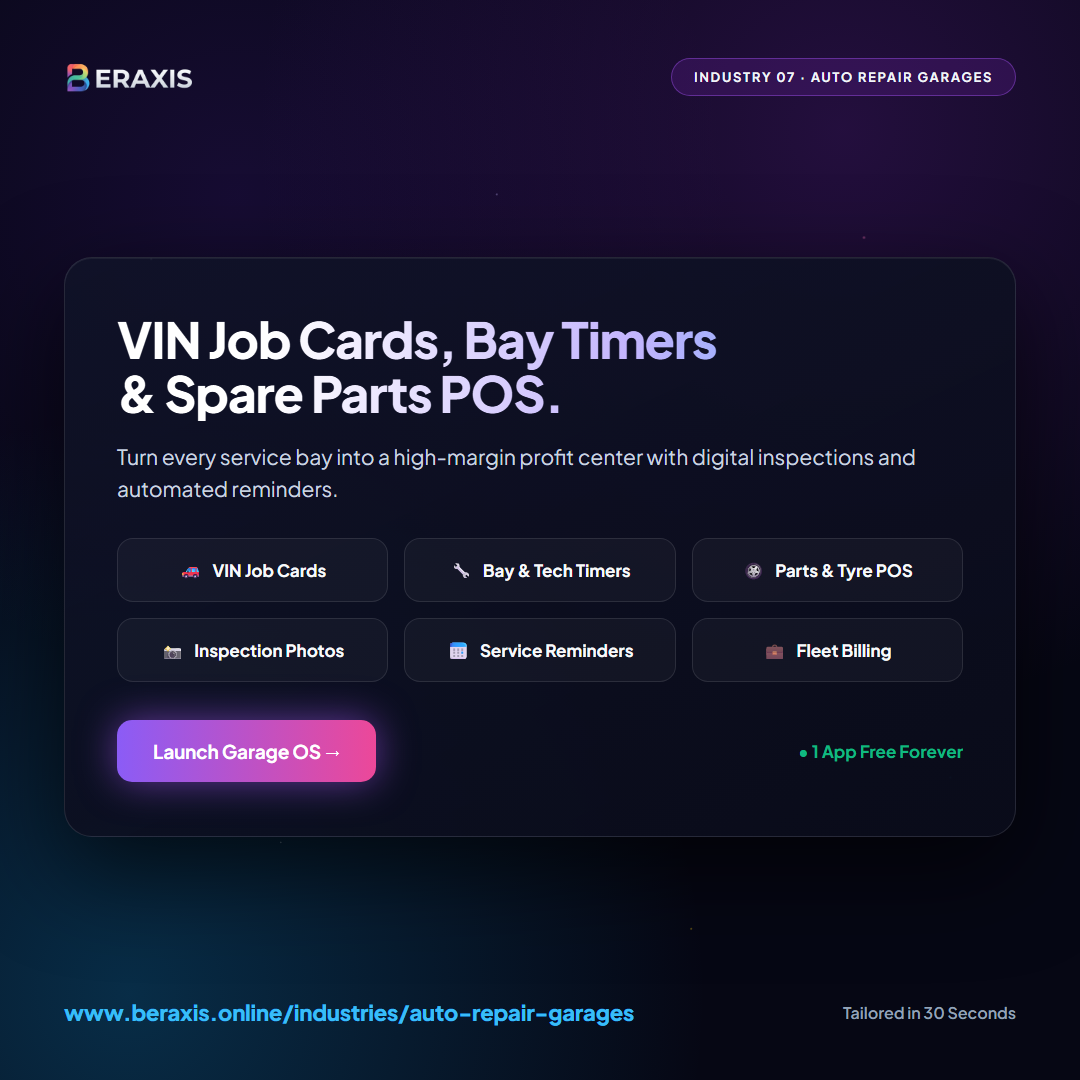 BERAXIS
INDUSTRY 07 · AUTO REPAIR GARAGES
VIN Job Cards, Bay Timers
& Spare Parts POS.
Turn every service bay into a high-margin profit center with digital inspections and
automated reminders.
VIN Job Cards
Bay & Tech Timers
Parts & Tyre POS
Inspection Photos
Service Reminders
Fleet Billing
Launch Garage OS →
● 1 App Free Forever
www.beraxis.online/industries/auto-repair-garages
Tailored in 30 Seconds